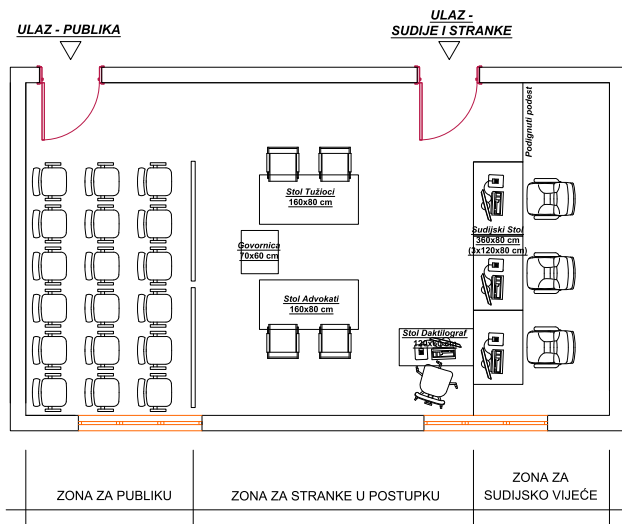 ULAZ - PUBLIKA
ULAZ -
SUDIJE I STRANKE
Podignuti podest
Stol Tužioci
160x80 cm
Govornica
70x60 cm
Sudijski Stol
360x80 cm
(3x120x80 cm)
Stol Advokati
160x80 cm
Stol Daktilograf
ZONA ZA PUBLIKU
ZONA ZA STRANKE U POSTUPKU
ZONA ZA
SUDIJSKO VIJEĆE